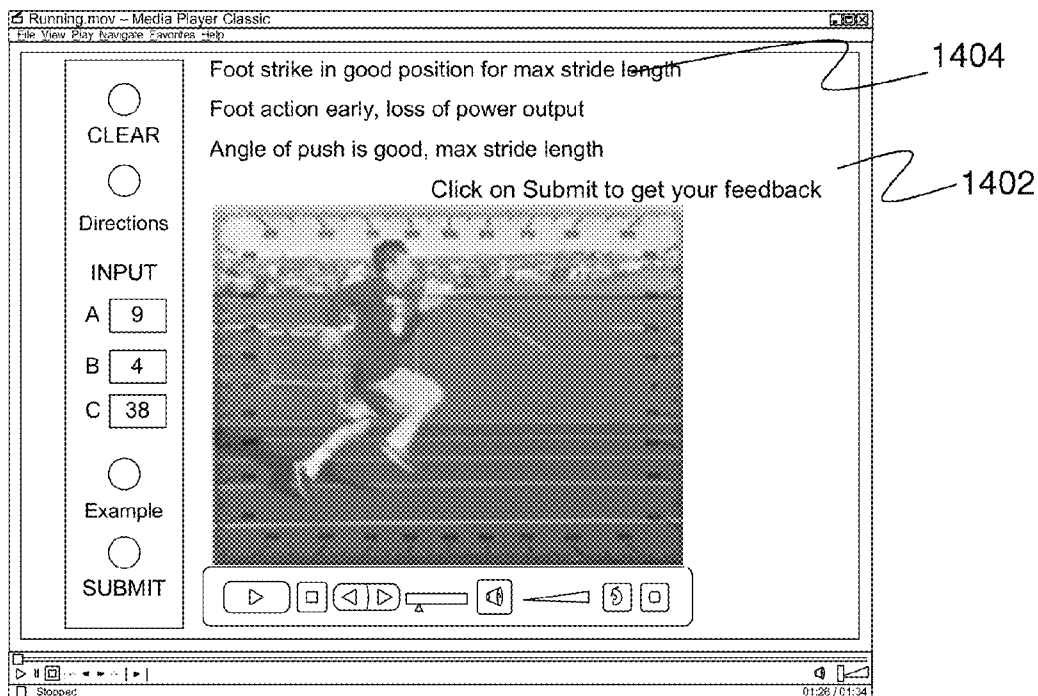 Running.mov – Media Player Classic
File View Play Navigate Favorites Help
1404
1402
Foot strike in good position for max stride length
Foot action early, loss of power output
Angle of push is good, max stride length
Click on Submit to get your feedback
CLEAR
Directions
INPUT
A 9
B 4
C 38
Example
SUBMIT
Stopped
01:28 / 01:34